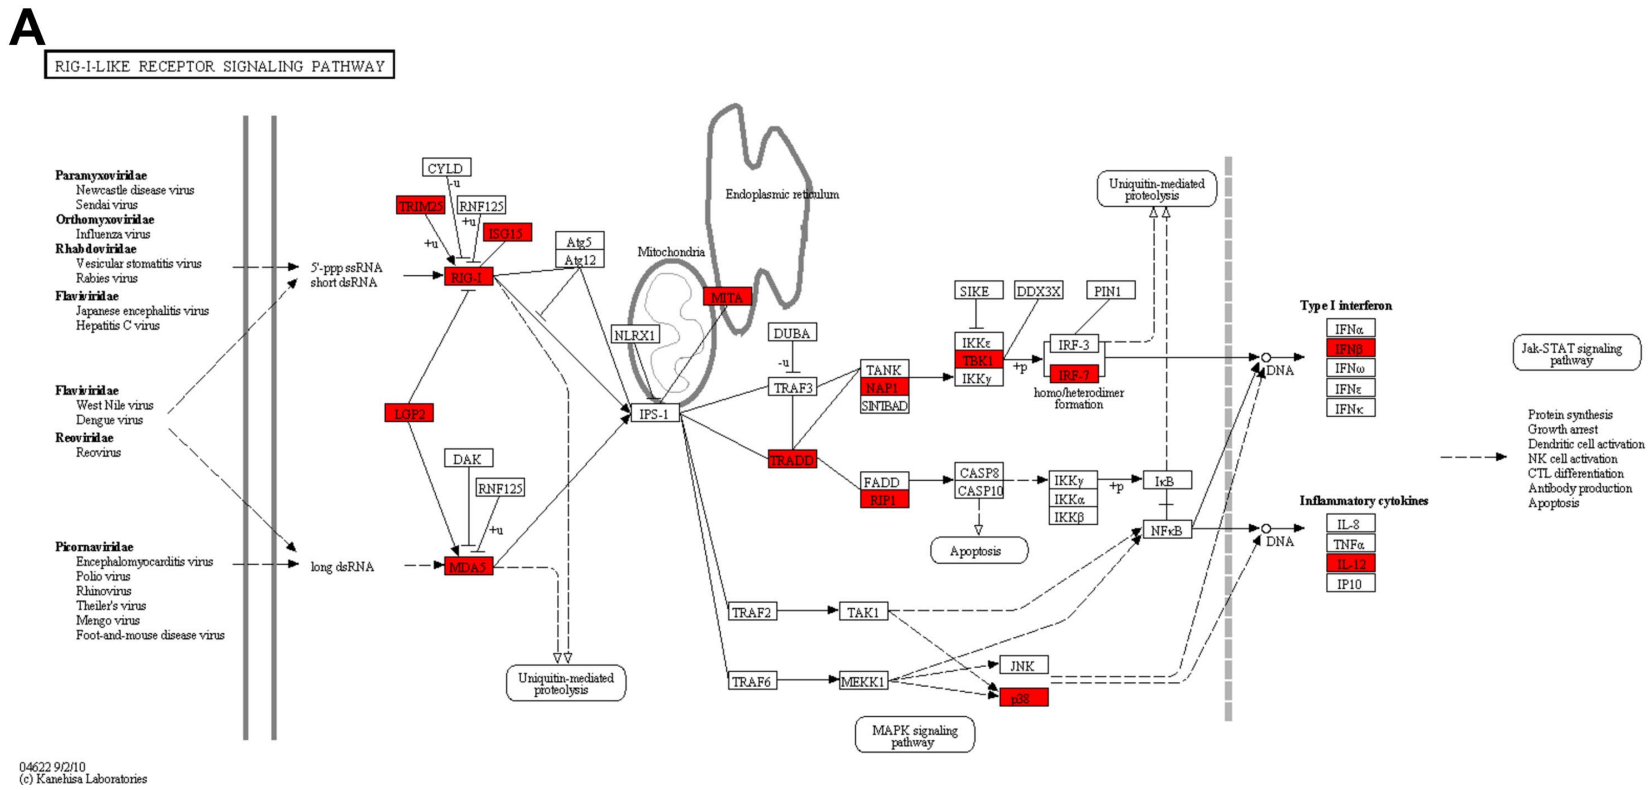 A
RIG-I-LIKE RECEPTOR SIGNALING PATHWAY
Paramyxoviridae
Newcastle disease virus
Sendai virus
Orthomyxoviridae
Influenza virus
Rhabdoviridae
Vesicular stomatitis virus
Rabies virus
Flaviviridae
Japanese encephalitis virus
Hepatitis C virus
Flaviviridae
West Nile virus
Dengue virus
Reoviridae
Reovirus
Picornaviridae
Encephalomyocarditis virus
Polio virus
Rhinovirus
Theiler's virus
Mengo virus
Foot-and-mouse disease virus
5'-ppp ssRNA
short dsRNA
long dsRNA
CYLD
-u
TRIM25
RNF125
+u
+u
ISG15
RIG-I
Atg5
Atg12
LGP2
DAK
RNF125
+u
MDA5
Uniquitin-mediated
proteolysis
Mitochondria
Endoplasmic reticulum
MITA
NLRX1
IPS-1
DUBA
-u
TRAF3
TRADD
TANK
NAP1
SINTBAD
FADD
RIP1
TRAF2
TAK1
TRAF6
MEKK1
MAPK signaling
pathway
SIKE
DDX3X
PIN1
IKKε
TBK1
IKKγ
+p
IRF-3
IRF-7
homo/heterodimer
formation
Uniquitin-mediated
proteolysis
CASP8
CASP10
Apoptosis
IKKγ
IKKα
IKKβ
+p
IκB
NFκB
JNK
p38
DNA
DNA
Type I interferon
IFNα
IFNβ
IFNω
IFNε
IFNκ
Inflammatory cytokines
IL-8
TNFα
IL-12
IP10
Jak-STAT signaling
pathway
Protein synthesis
Growth arrest
Dendritic cell activation
NK cell activation
CTL differentiation
Antibody production
Apoptosis
04622 9/2/10
(c) Kanehisa Laboratories